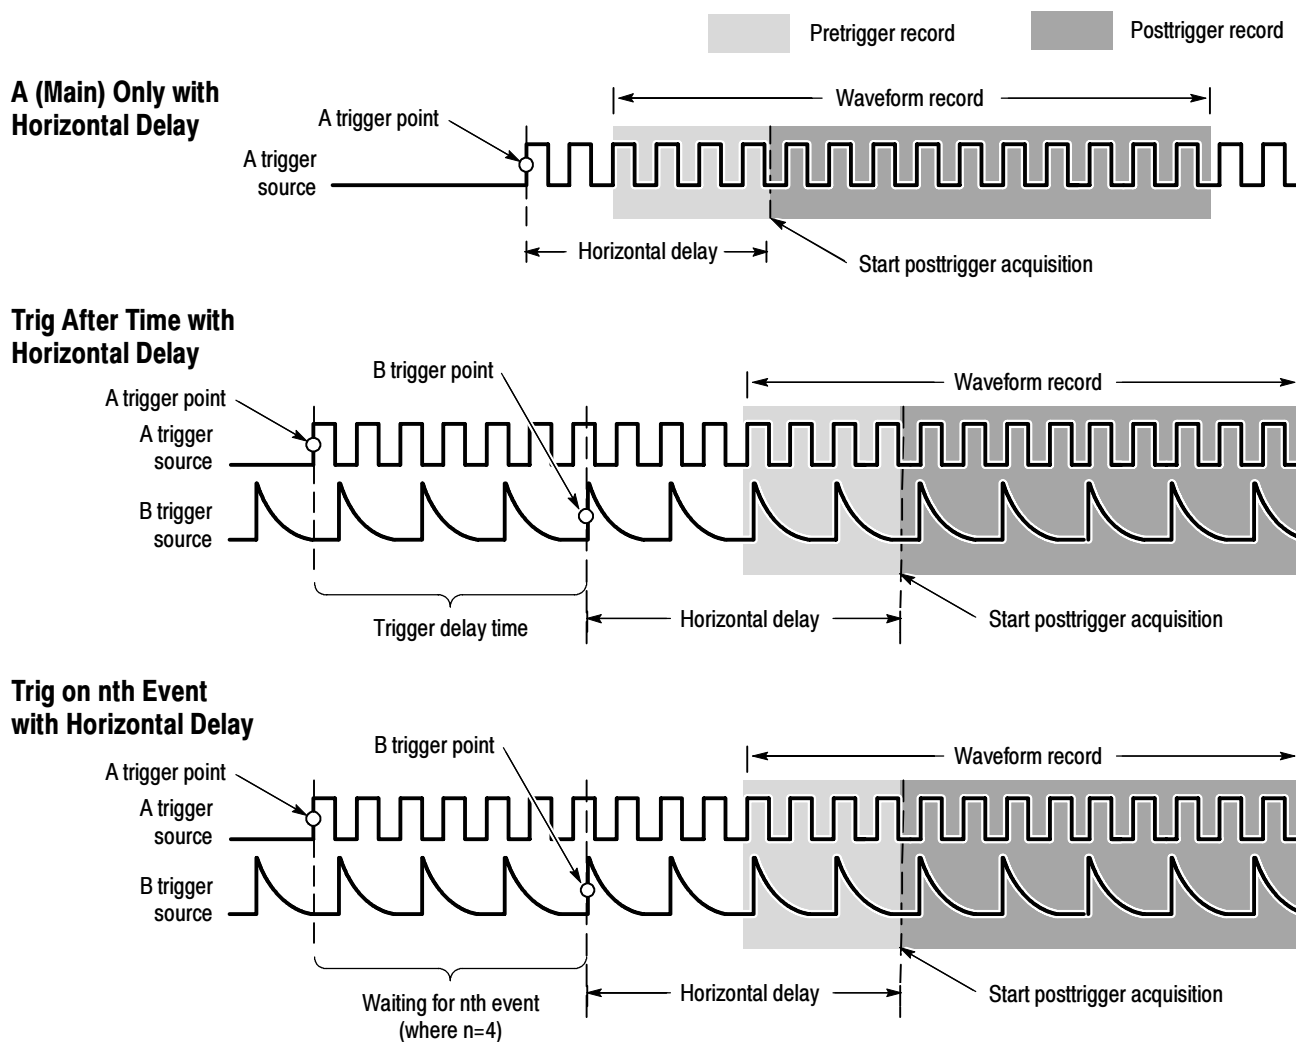 Pretrigger record
Posttrigger record
A (Main) Only with
Horizontal Delay
Waveform record
A trigger point
A trigger
source
Horizontal delay
Start posttrigger acquisition
Trig After Time with
Horizontal Delay
B trigger point
Waveform record
A trigger point
A trigger
source
B trigger
source
Trigger delay time
Horizontal delay
Start posttrigger acquisition
Trig on nth Event
with Horizontal Delay
B trigger point
Waveform record
A trigger point
A trigger
source
B trigger
source
Waiting for nth event
(where n=4)
Horizontal delay
Start posttrigger acquisition